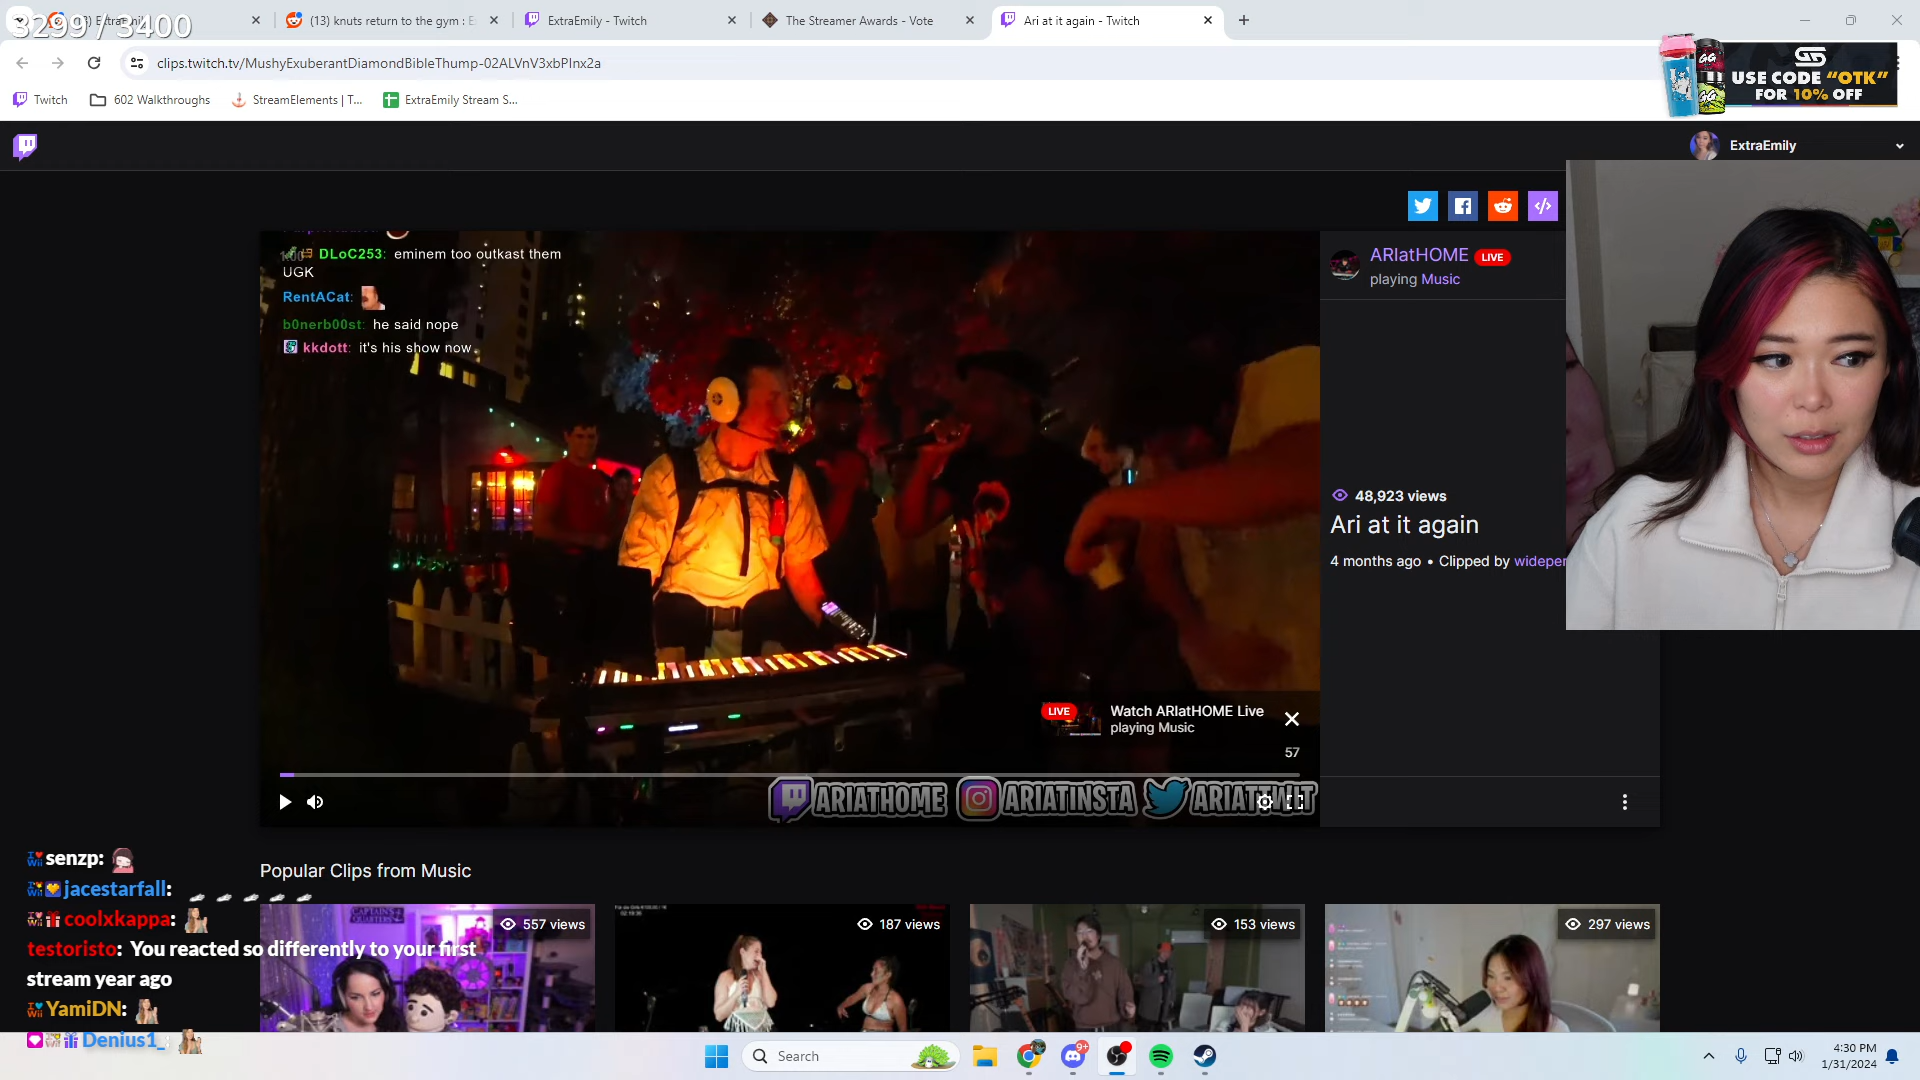 3299 / 3400
(13) knuts return to the gym : E
ExtraEmily - Twitch
The Streamer Awards - Vote
Ari at it again - Twitch
clips.twitch.tv/MushyExuberantDiamondBibleThump-02ALVnV3xbPInx2a
Twitch
602 Walkthroughs
StreamElements | T...
ExtraEmily Stream S...
USE CODE “OTK”
FOR 10% OFF
ExtraEmily
DLoC253: eminem too outkast them
UGK
RentACat:
b0nerb00st: he said nope
kkdott: it's his show now
ARIatHOME LIVE
playing Music
48,923 views
Ari at it again
4 months ago • Clipped by wideper
LIVE
Watch ARIatHOME Live
playing Music
57
ARIATHOME
ARIATINSTA
ARIATTWIT
Popular Clips from Music
557 views
187 views
153 views
297 views
senzp:
jacestarfall:
coolxkappa:
testoristo: You reacted so differently to your first
stream year ago
YamiDN:
Denius1_:
Search
9+
4:30 PM
1/31/2024